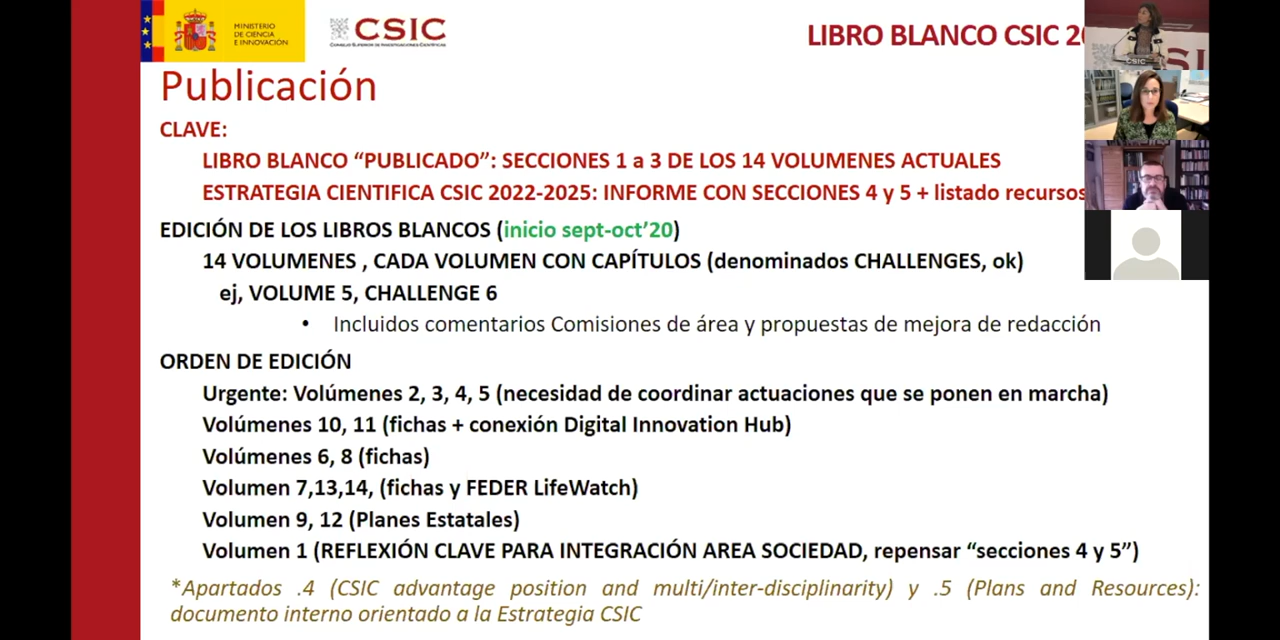 MINISTERIO
DE CIENCIA
E INNOVACIÓN
CSIC
CONSEJO SUPERIOR DE INVESTIGACIONES CIENTÍFICAS
LIBRO BLANCO CSIC
CSIC
Publicación
CLAVE:
LIBRO BLANCO “PUBLICADO”: SECCIONES 1 a 3 DE LOS 14 VOLUMENES ACTUALES
ESTRATEGIA CIENTIFICA CSIC 2022-2025: INFORME CON SECCIONES 4 y 5 + listado recursos
EDICIÓN DE LOS LIBROS BLANCOS (inicio sept-oct’20)
14 VOLUMENES , CADA VOLUMEN CON CAPÍTULOS (denominados CHALLENGES, ok)
ej, VOLUME 5, CHALLENGE 6
• Incluidos comentarios Comisiones de área y propuestas de mejora de redacción
ORDEN DE EDICIÓN
Urgente: Volúmenes 2, 3, 4, 5 (necesidad de coordinar actuaciones que se ponen en marcha)
Volúmenes 10, 11 (fichas + conexión Digital Innovation Hub)
Volúmenes 6, 8 (fichas)
Volumen 7,13,14, (fichas y FEDER LifeWatch)
Volumen 9, 12 (Planes Estatales)
Volumen 1 (REFLEXIÓN CLAVE PARA INTEGRACIÓN AREA SOCIEDAD, repensar “secciones 4 y 5”)
*Apartados .4 (CSIC advantage position and multi/inter-disciplinarity) y .5 (Plans and Resources):
documento interno orientado a la Estrategia CSIC